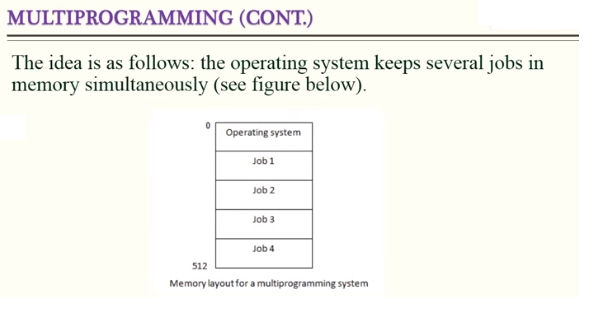 MULTIPROGRAMMING (CONT.)
The idea is as follows: the operating system keeps several jobs in
memory simultaneously (see figure below).
0
Operating system
Job 1
Job 2
Job 3
Job 4
512
Memory layout for a multiprogramming system